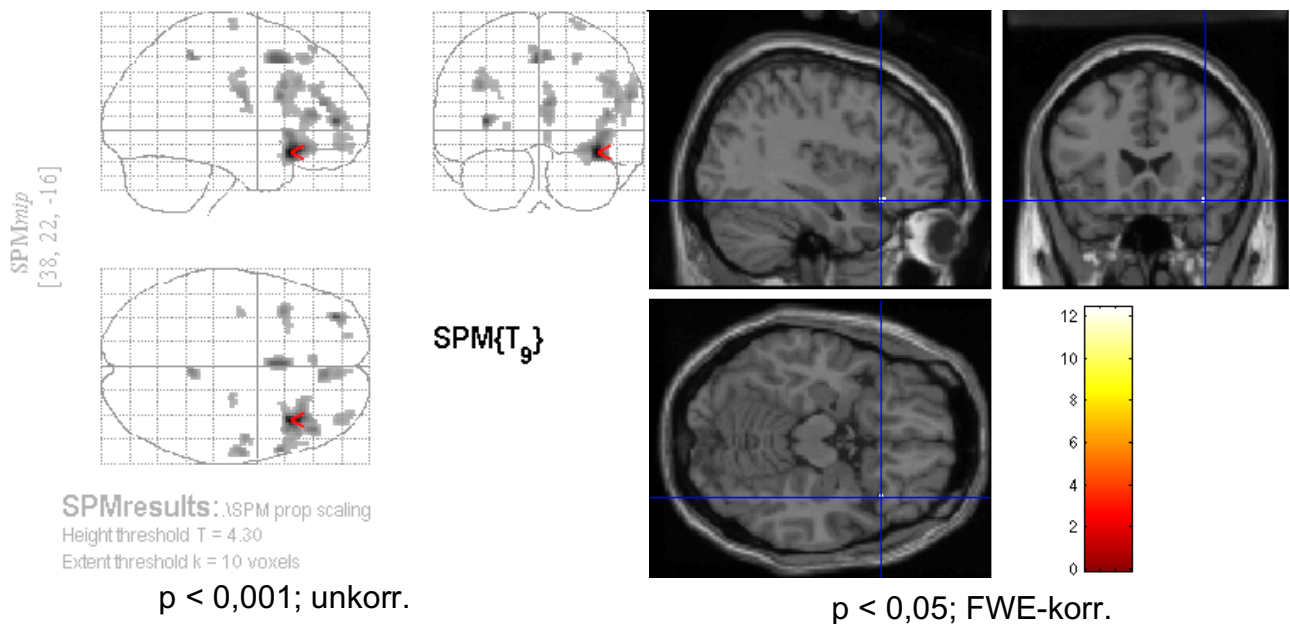 SPMmip
[38, 22, -16]
SPM{T9}
SPMresults: .\SPM prop scaling
Height threshold T = 4.30
Extent threshold k = 10 voxels
p < 0,001; unkorr.
12
10
8
6
4
2
0
p < 0,05; FWE-korr.